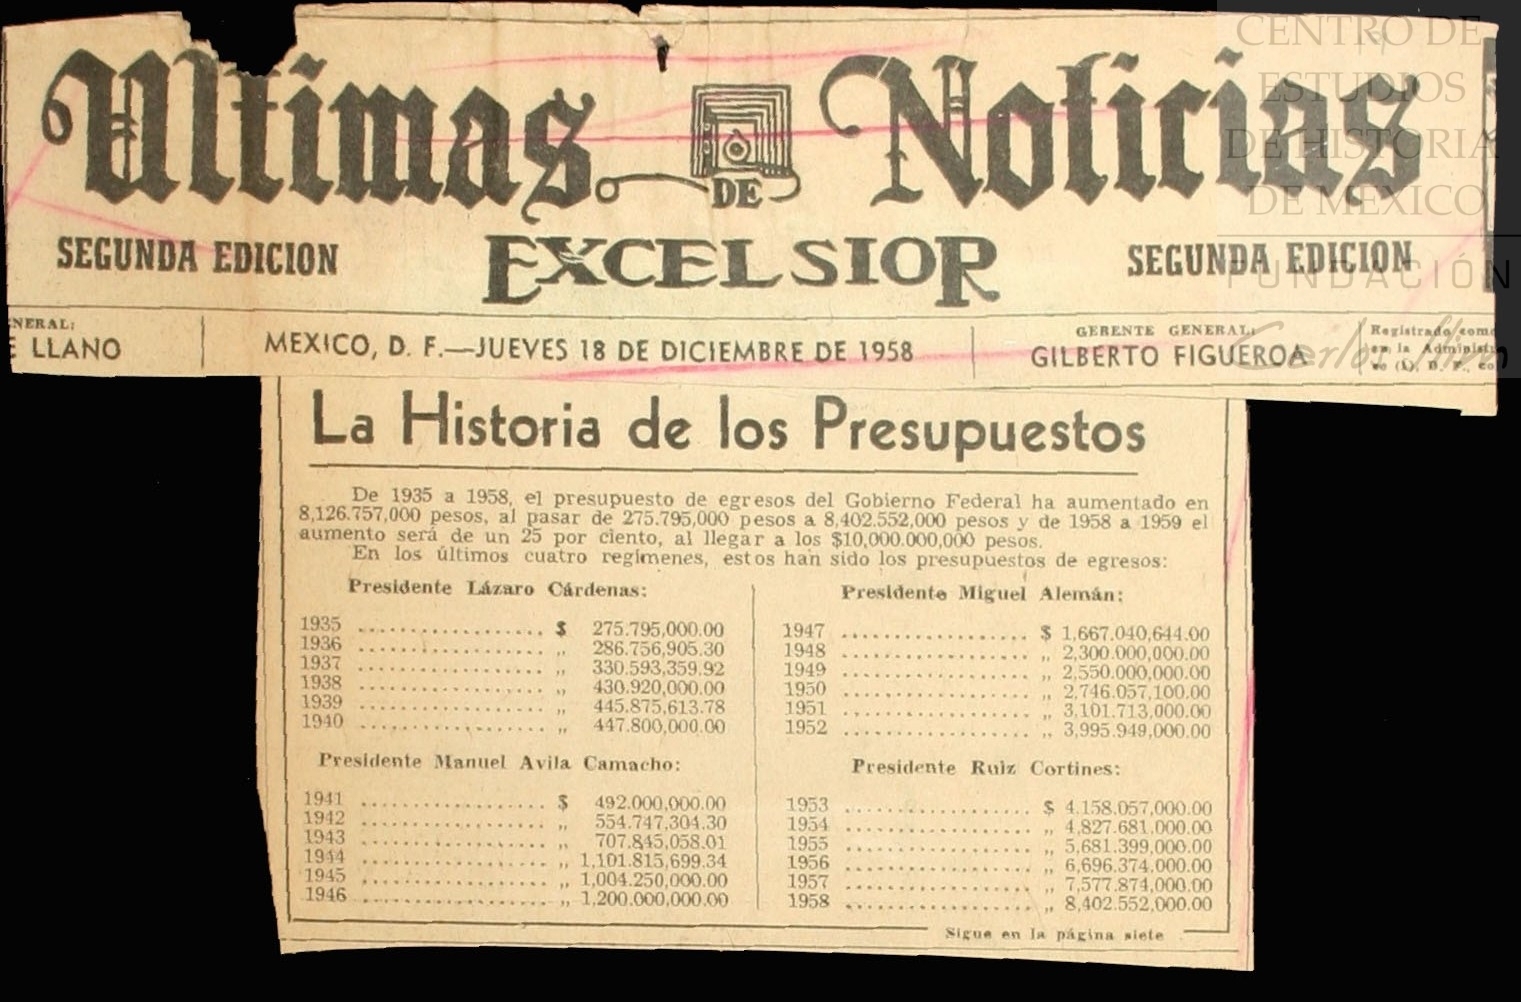 Ultimas DE Noticias
SEGUNDA EDICION EXCELSIOR SEGUNDA EDICION
CENTRO DE
ESTUDIOS
DE HISTORIA
DE MEXICO
FUNDACIÓN
Carlos Slim
NERAL:
E LLANO
MEXICO, D. F.—JUEVES 18 DE DICIEMBRE DE 1958
GERENTE GENERAL:
GILBERTO FIGUEROA
Registrado como
en la Administ
La Historia de los Presupuestos
De 1935 a 1958, el presupuesto de egresos del Gobierno Federal ha aumentado en
8,126.757,000 pesos, al pasar de 275.795,000 pesos a 8,402.552,000 pesos y de 1958 a 1959 el
aumento será de un 25 por ciento, al llegar a los $10,000.000,000 pesos.
En los últimos cuatro regímenes, estos han sido los presupuestos de egresos:
Presidente Lázaro Cárdenas:
1935 .................. $ 275.795,000.00
1936 .................. „ 286.756,905.30
1937 .................. „ 330.593,359.92
1938 .................. „ 430.920,000.00
1939 .................. „ 445.875,613.78
1940 .................. „ 447.800,000.00
Presidente Manuel Avila Camacho:
1941 .................. $ 492.000,000.00
1942 .................. „ 554.747,304.30
1943 .................. „ 707.845,058.01
1944 .................. „ 1,101.815,699.34
1945 .................. „ 1,004.250,000.00
1946 .................. „ 1,200.000,000.00
Presidente Miguel Alemán:
1947 .................. $ 1,667.040,644.00
1948 .................. „ 2,300.000,000.00
1949 .................. „ 2,550.000,000.00
1950 .................. „ 2,746.057,100.00
1951 .................. „ 3,101.713,000.00
1952 .................. „ 3,995.949,000.00
Presidente Ruiz Cortines:
1953 .................. $ 4.158.057,000.00
1954 .................. „ 4,827.681,000.00
1955 .................. „ 5,681.399,000.00
1956 .................. „ 6,696.374,000.00
1957 .................. „ 7,577.874,000.00
1958 .................. „ 8,402.552,000.00
Sigue en la página siete